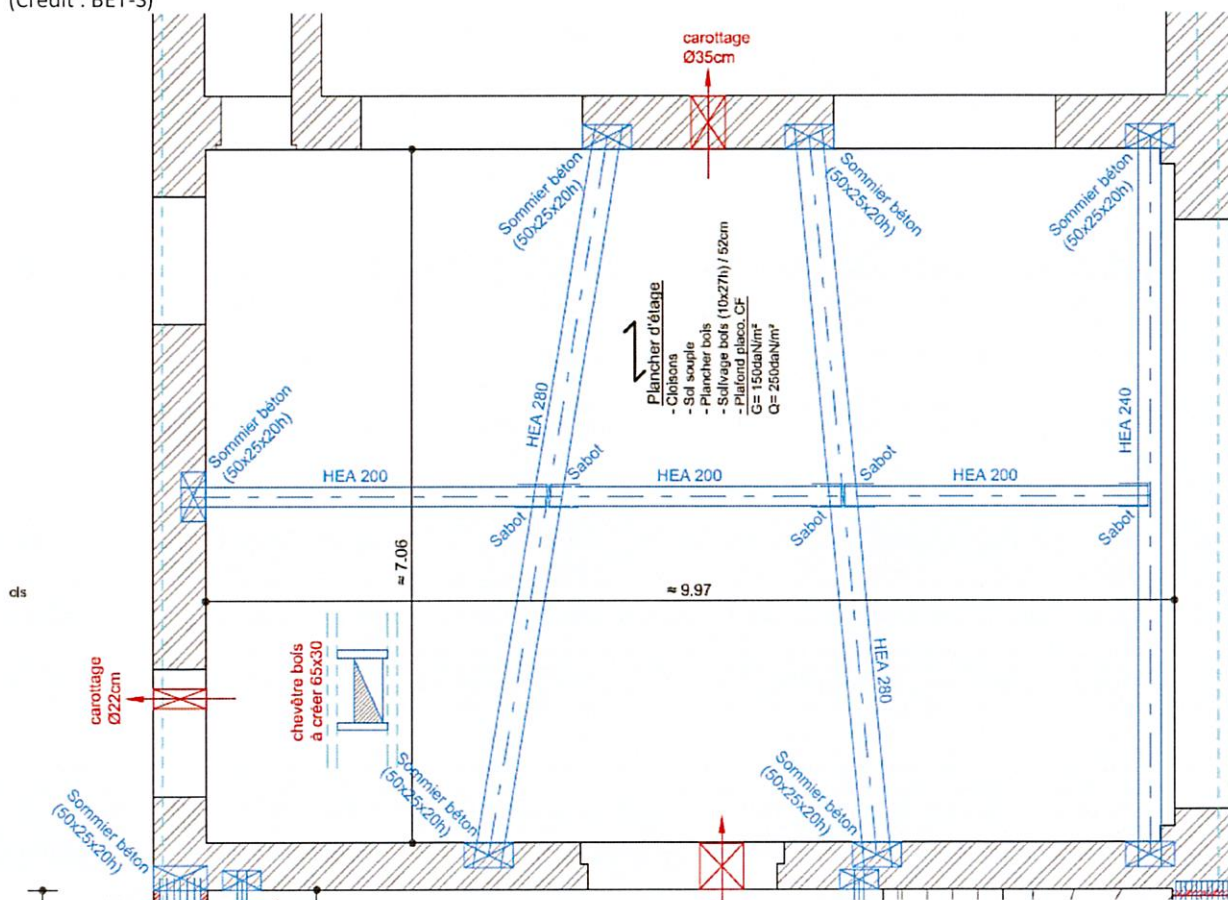 (Crédit : BET-S)
carottage
Ø35cm
Sommier béton
(50x25x20h)
Sommier béton
(50x25x20h)
Sommier béton
(50x25x20h)
Plancher d'étage
- Cloisons
- Sol souple
- Plancher bois
- Solivage bois (10x27h) / 52cm
- Plafond placo. CF
G= 150daN/m²
Q= 250daN/m²
HEA 280
HEA 240
Sommier béton
(50x25x20h)
HEA 200
Sabot
HEA 200
Sabot
HEA 200
Sabot
Sabot
Sabot
≈ 7.06
≈ 9.97
cls
carottage
Ø22cm
chevêtre bois
à créer 65x30
HEA 280
Sommier béton
(50x25x20h)
Sommier béton
(50x25x20h)
Sommier béton
(50x25x20h)